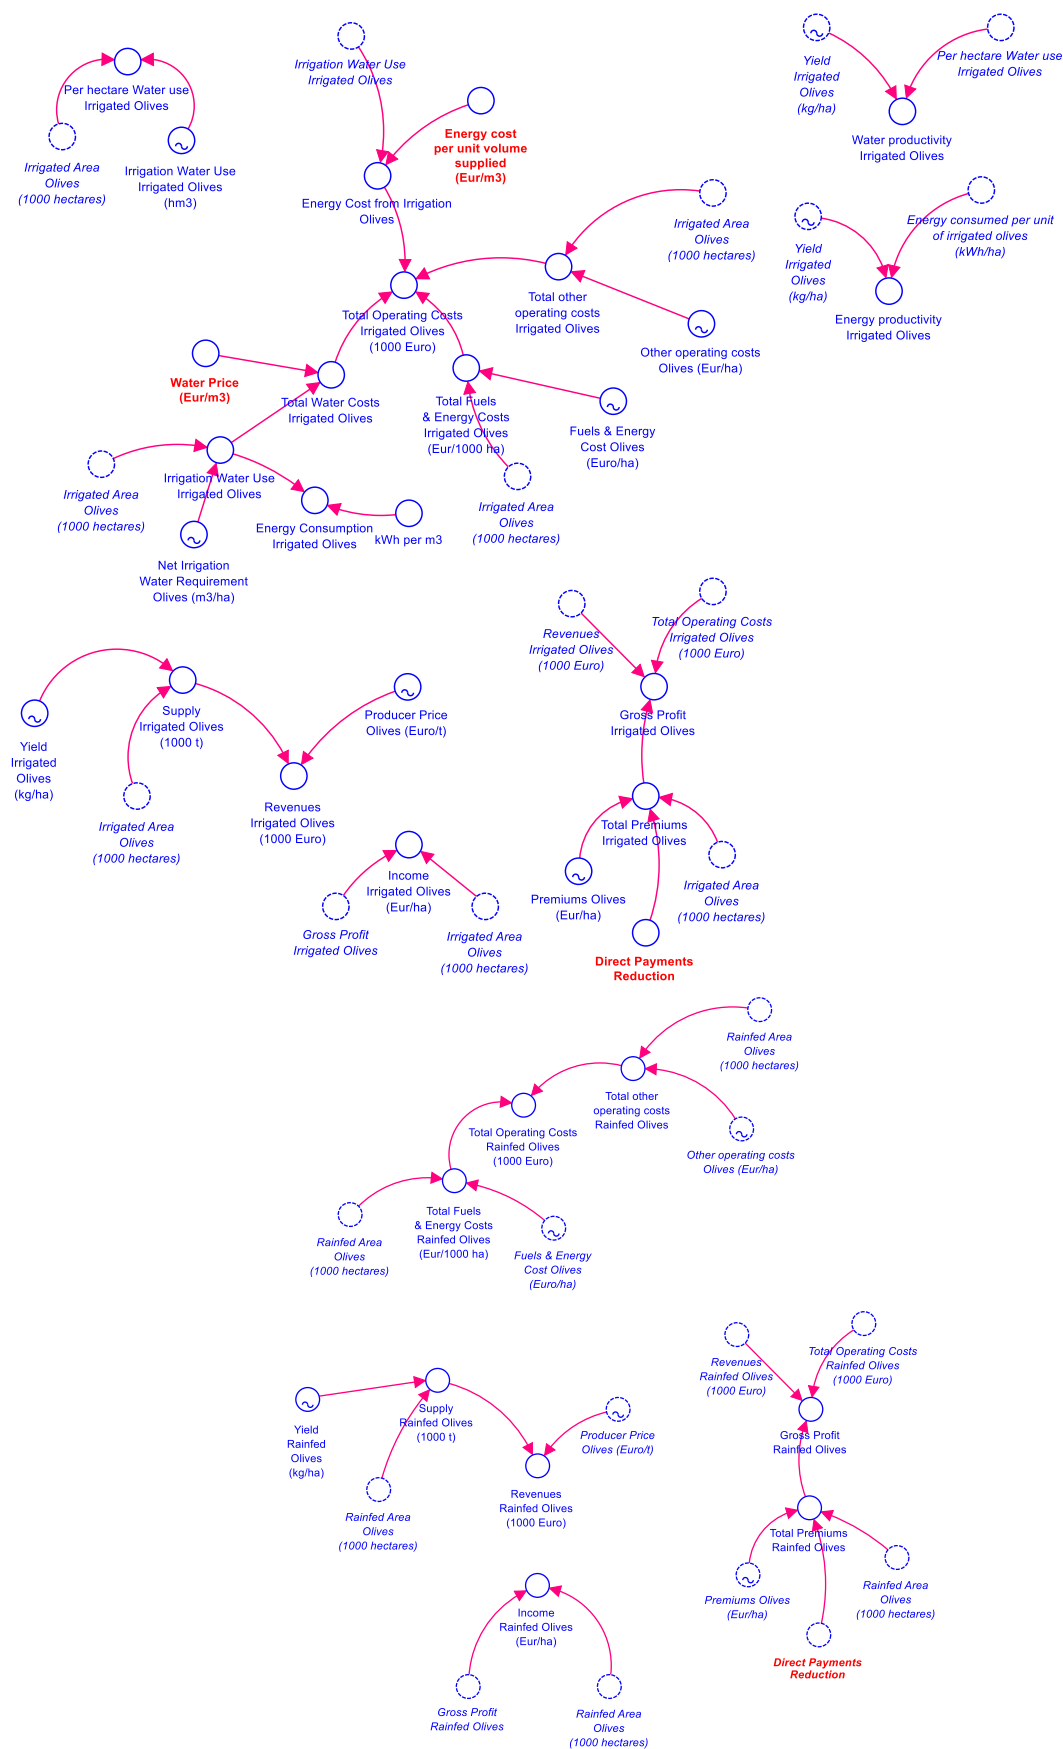 Irrigation Water Use
Irrigated Olives
Yield
Irrigated
Olives
(kg/ha)
Per hectare Water use
Irrigated Olives
Per hectare Water use
Irrigated Olives
Energy cost
per unit volume
supplied
(Eur/m3)
Water productivity
Irrigated Olives
Irrigated Area
Olives
(1000 hectares)
Irrigation Water Use
Irrigated Olives
(hm3)
Energy Cost from Irrigation
Olives
Irrigated Area
Olives
(1000 hectares)
Energy consumed per unit
of irrigated olives
(kWh/ha)
Yield
Irrigated
Olives
(kg/ha)
Total other
operating costs
Irrigated Olives
Total Operating Costs
Irrigated Olives
(1000 Euro)
Energy productivity
Irrigated Olives
Other operating costs
Olives (Eur/ha)
Water Price
(Eur/m3)
Total Water Costs
Irrigated Olives
Total Fuels
& Energy Costs
Irrigated Olives
(Eur/1000 ha)
Fuels & Energy
Cost Olives
(Euro/ha)
Irrigation Water Use
Irrigated Olives
Irrigated Area
Olives
(1000 hectares)
Irrigated Area
Olives
(1000 hectares)
Energy Consumption
Irrigated Olives
kWh per m3
Net Irrigation
Water Requirement
Olives (m3/ha)
Revenues
Irrigated Olives
(1000 Euro)
Total Operating Costs
Irrigated Olives
(1000 Euro)
Supply
Irrigated Olives
(1000 t)
Producer Price
Olives (Euro/t)
Gross Profit
Irrigated Olives
Yield
Irrigated
Olives
(kg/ha)
Revenues
Irrigated Olives
(1000 Euro)
Irrigated Area
Olives
(1000 hectares)
Total Premiums
Irrigated Olives
Income
Irrigated Olives
(Eur/ha)
Premiums Olives
(Eur/ha)
Irrigated Area
Olives
(1000 hectares)
Gross Profit
Irrigated Olives
Irrigated Area
Olives
(1000 hectares)
Direct Payments
Reduction
Rainfed Area
Olives
(1000 hectares)
Total other
operating costs
Rainfed Olives
Total Operating Costs
Rainfed Olives
(1000 Euro)
Other operating costs
Olives (Eur/ha)
Total Fuels
& Energy Costs
Rainfed Olives
(Eur/1000 ha)
Rainfed Area
Olives
(1000 hectares)
Fuels & Energy
Cost Olives
(Euro/ha)
Revenues
Rainfed Olives
(1000 Euro)
Total Operating Costs
Rainfed Olives
(1000 Euro)
Supply
Rainfed Olives
(1000 t)
Yield
Rainfed
Olives
(kg/ha)
Producer Price
Olives (Euro/t)
Gross Profit
Rainfed Olives
Revenues
Rainfed Olives
(1000 Euro)
Rainfed Area
Olives
(1000 hectares)
Total Premiums
Rainfed Olives
Premiums Olives
(Eur/ha)
Rainfed Area
Olives
(1000 hectares)
Income
Rainfed Olives
(Eur/ha)
Direct Payments
Reduction
Gross Profit
Rainfed Olives
Rainfed Area
Olives
(1000 hectares)